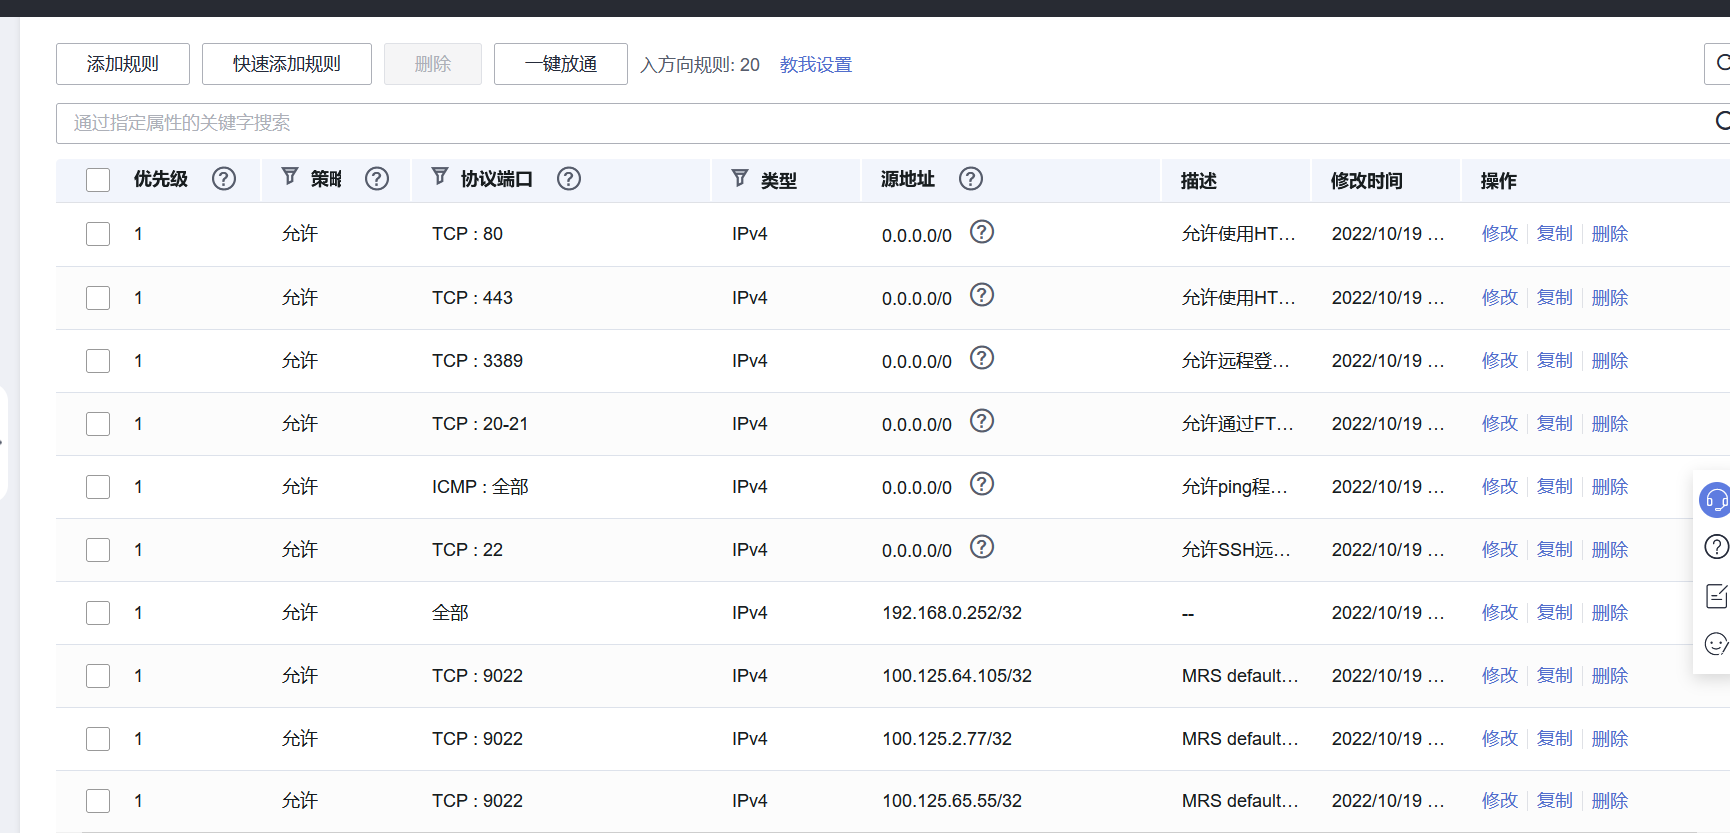 添加规则 快速添加规则 删除 一键放通 入方向规则: 20 教我设置
通过指定属性的关键字搜索
优先级 策略 协议端口 类型 源地址 描述 修改时间 操作
1 允许 TCP : 80 IPv4 0.0.0.0/0 允许使用HT... 2022/10/19 ... 修改 复制 删除
1 允许 TCP : 443 IPv4 0.0.0.0/0 允许使用HT... 2022/10/19 ... 修改 复制 删除
1 允许 TCP : 3389 IPv4 0.0.0.0/0 允许远程登... 2022/10/19 ... 修改 复制 删除
1 允许 TCP : 20-21 IPv4 0.0.0.0/0 允许通过FT... 2022/10/19 ... 修改 复制 删除
1 允许 ICMP : 全部 IPv4 0.0.0.0/0 允许ping程... 2022/10/19 ... 修改 复制 删除
1 允许 TCP : 22 IPv4 0.0.0.0/0 允许SSH远... 2022/10/19 ... 修改 复制 删除
1 允许 全部 IPv4 192.168.0.252/32 -- 2022/10/19 ... 修改 复制 删除
1 允许 TCP : 9022 IPv4 100.125.64.105/32 MRS default... 2022/10/19 ... 修改 复制 删除
1 允许 TCP : 9022 IPv4 100.125.2.77/32 MRS default... 2022/10/19 ... 修改 复制 删除
1 允许 TCP : 9022 IPv4 100.125.65.55/32 MRS default... 2022/10/19 ... 修改 复制 删除